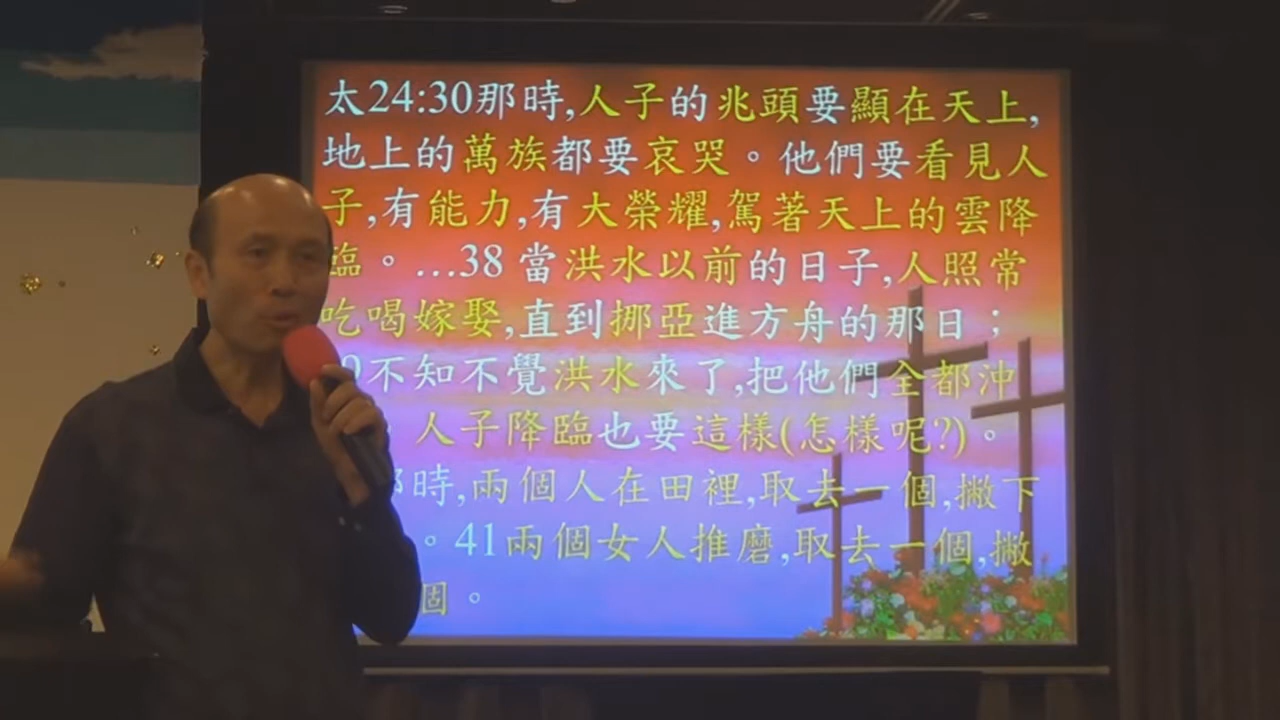 太24:30那時,人子的兆頭要顯在天上,
地上的萬族都要哀哭。他們要看見人
子,有能力,有大榮耀,駕著天上的雲降
臨。…38 當洪水以前的日子,人照常
吃喝嫁娶,直到挪亞進方舟的那日;
9不知不覺洪水來了,把他們全都沖
人子降臨也要這樣(怎樣呢?)。
那時,兩個人在田裡,取去一個,撇下
。41兩個女人推磨,取去一個,撇
個。